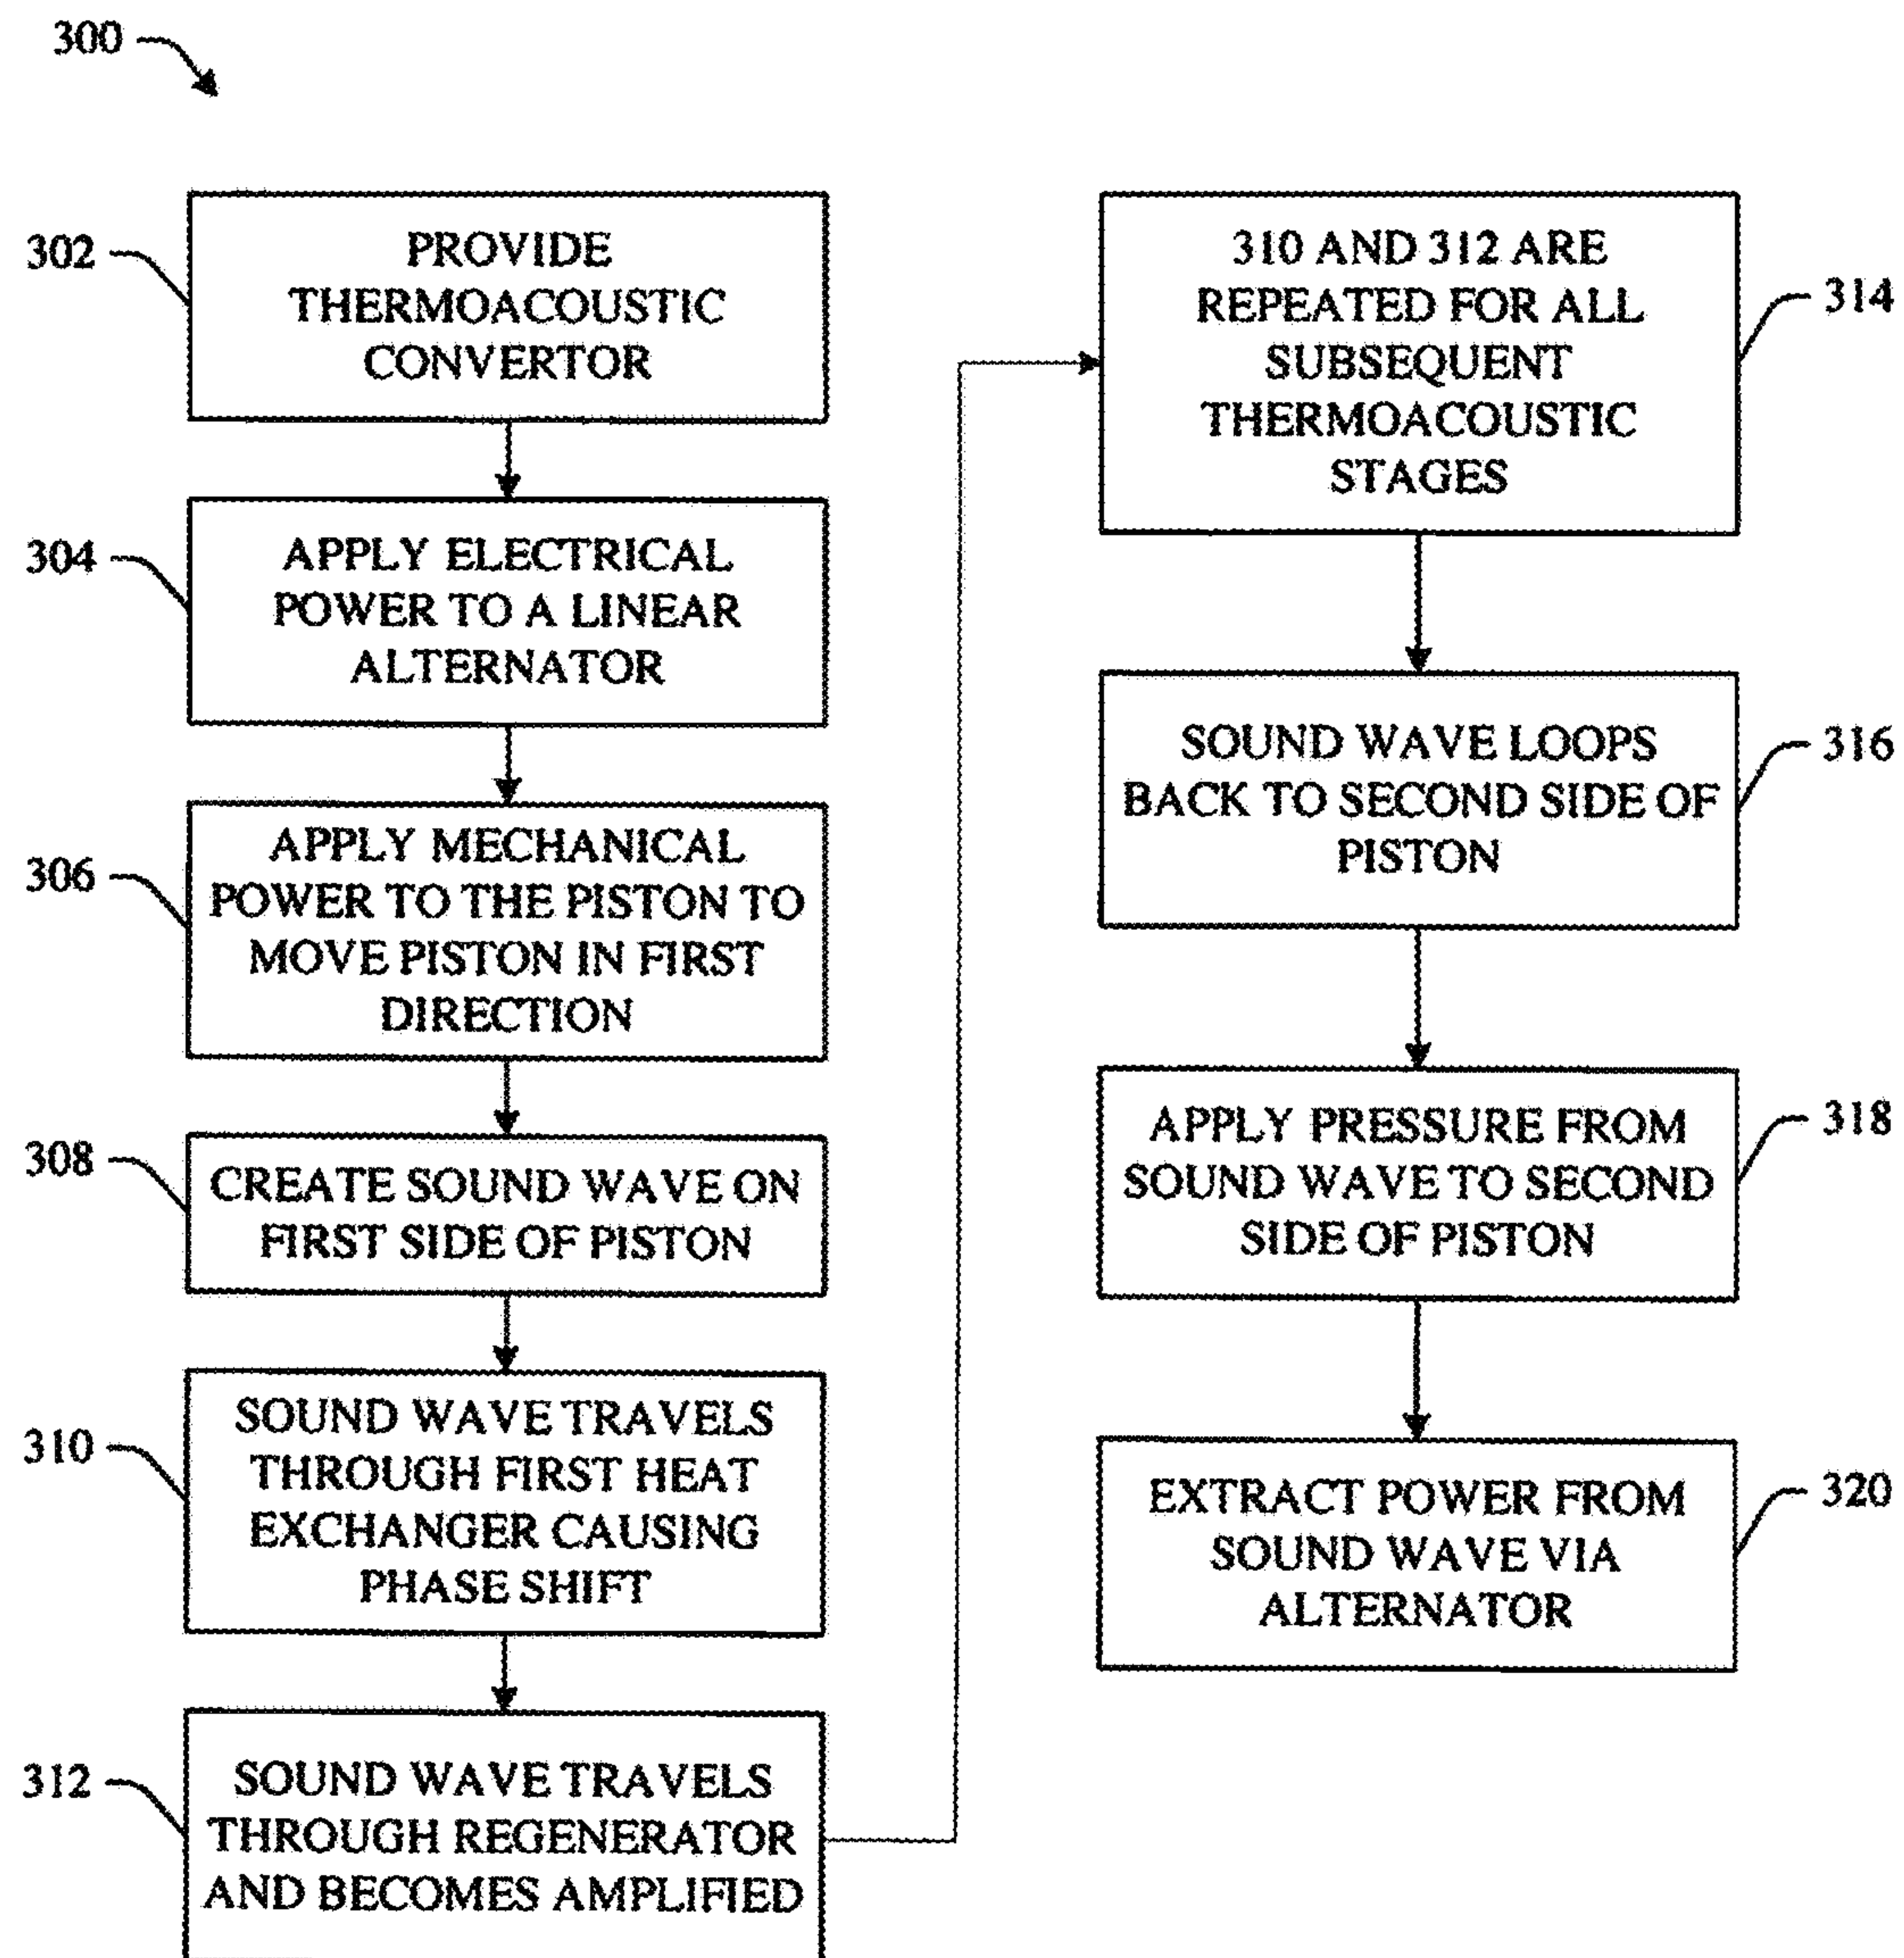 300
302
PROVIDE
THERMOACOUSTIC
CONVERTOR
304
APPLY ELECTRICAL
POWER TO A LINEAR
ALTERNATOR
306
APPLY MECHANICAL
POWER TO THE PISTON TO
MOVE PISTON IN FIRST
DIRECTION
308
CREATE SOUND WAVE ON
FIRST SIDE OF PISTON
310
SOUND WAVE TRAVELS
THROUGH FIRST HEAT
EXCHANGER CAUSING
PHASE SHIFT
312
SOUND WAVE TRAVELS
THROUGH REGENERATOR
AND BECOMES AMPLIFIED
310 AND 312 ARE
REPEATED FOR ALL
SUBSEQUENT
THERMOACOUSTIC
STAGES
314
SOUND WAVE LOOPS
BACK TO SECOND SIDE OF
PISTON
316
APPLY PRESSURE FROM
SOUND WAVE TO SECOND
SIDE OF PISTON
318
EXTRACT POWER FROM
SOUND WAVE VIA
ALTERNATOR
320